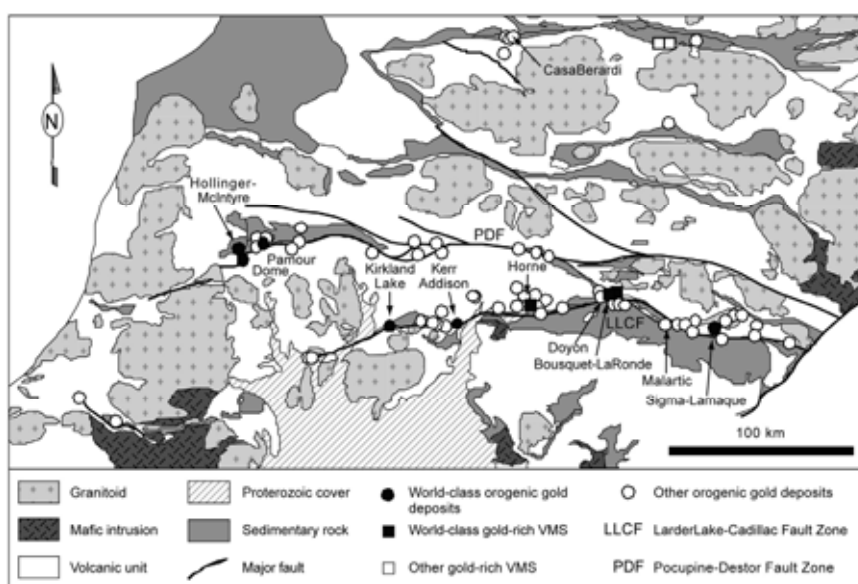 CasaBerardi
N
Hollinger-
McIntyre
PDF
Pamour
Dome
Kirkland
Lake
Kerr
Addison
Horne
LLCF
Doyon
Bousquet-LaRonde
Malartic
Sigma-Lamaque
100 km
Granitoid
Proterozoic cover
World-class orogenic gold
deposits
Other orogenic gold deposits
Mafic intrusion
Sedimentary rock
World-class gold-rich VMS
LLCF LarderLake-Cadillac Fault Zone
Volcanic unit
Major fault
Other gold-rich VMS
PDF Pocupine-Destor Fault Zone